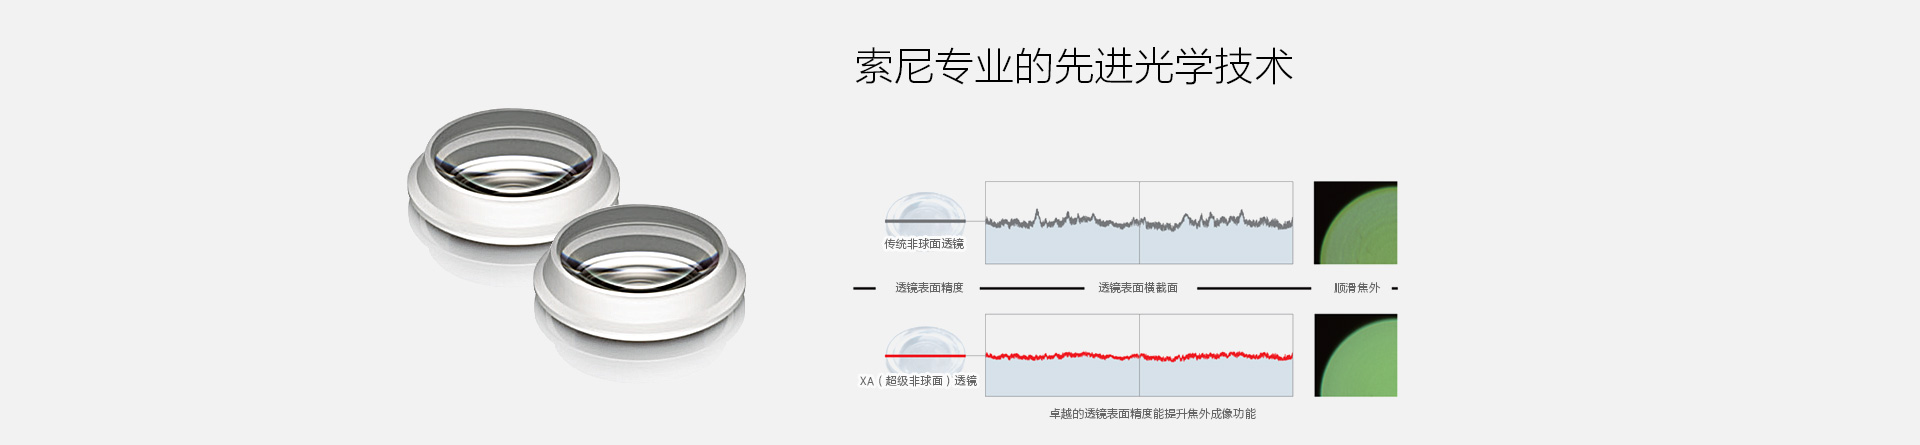 索尼专业的先进光学技术
传统非球面透镜
透镜表面精度
透镜表面横截面
顺滑焦外
XA（超级非球面）透镜
卓越的透镜表面精度能提升焦外成像功能